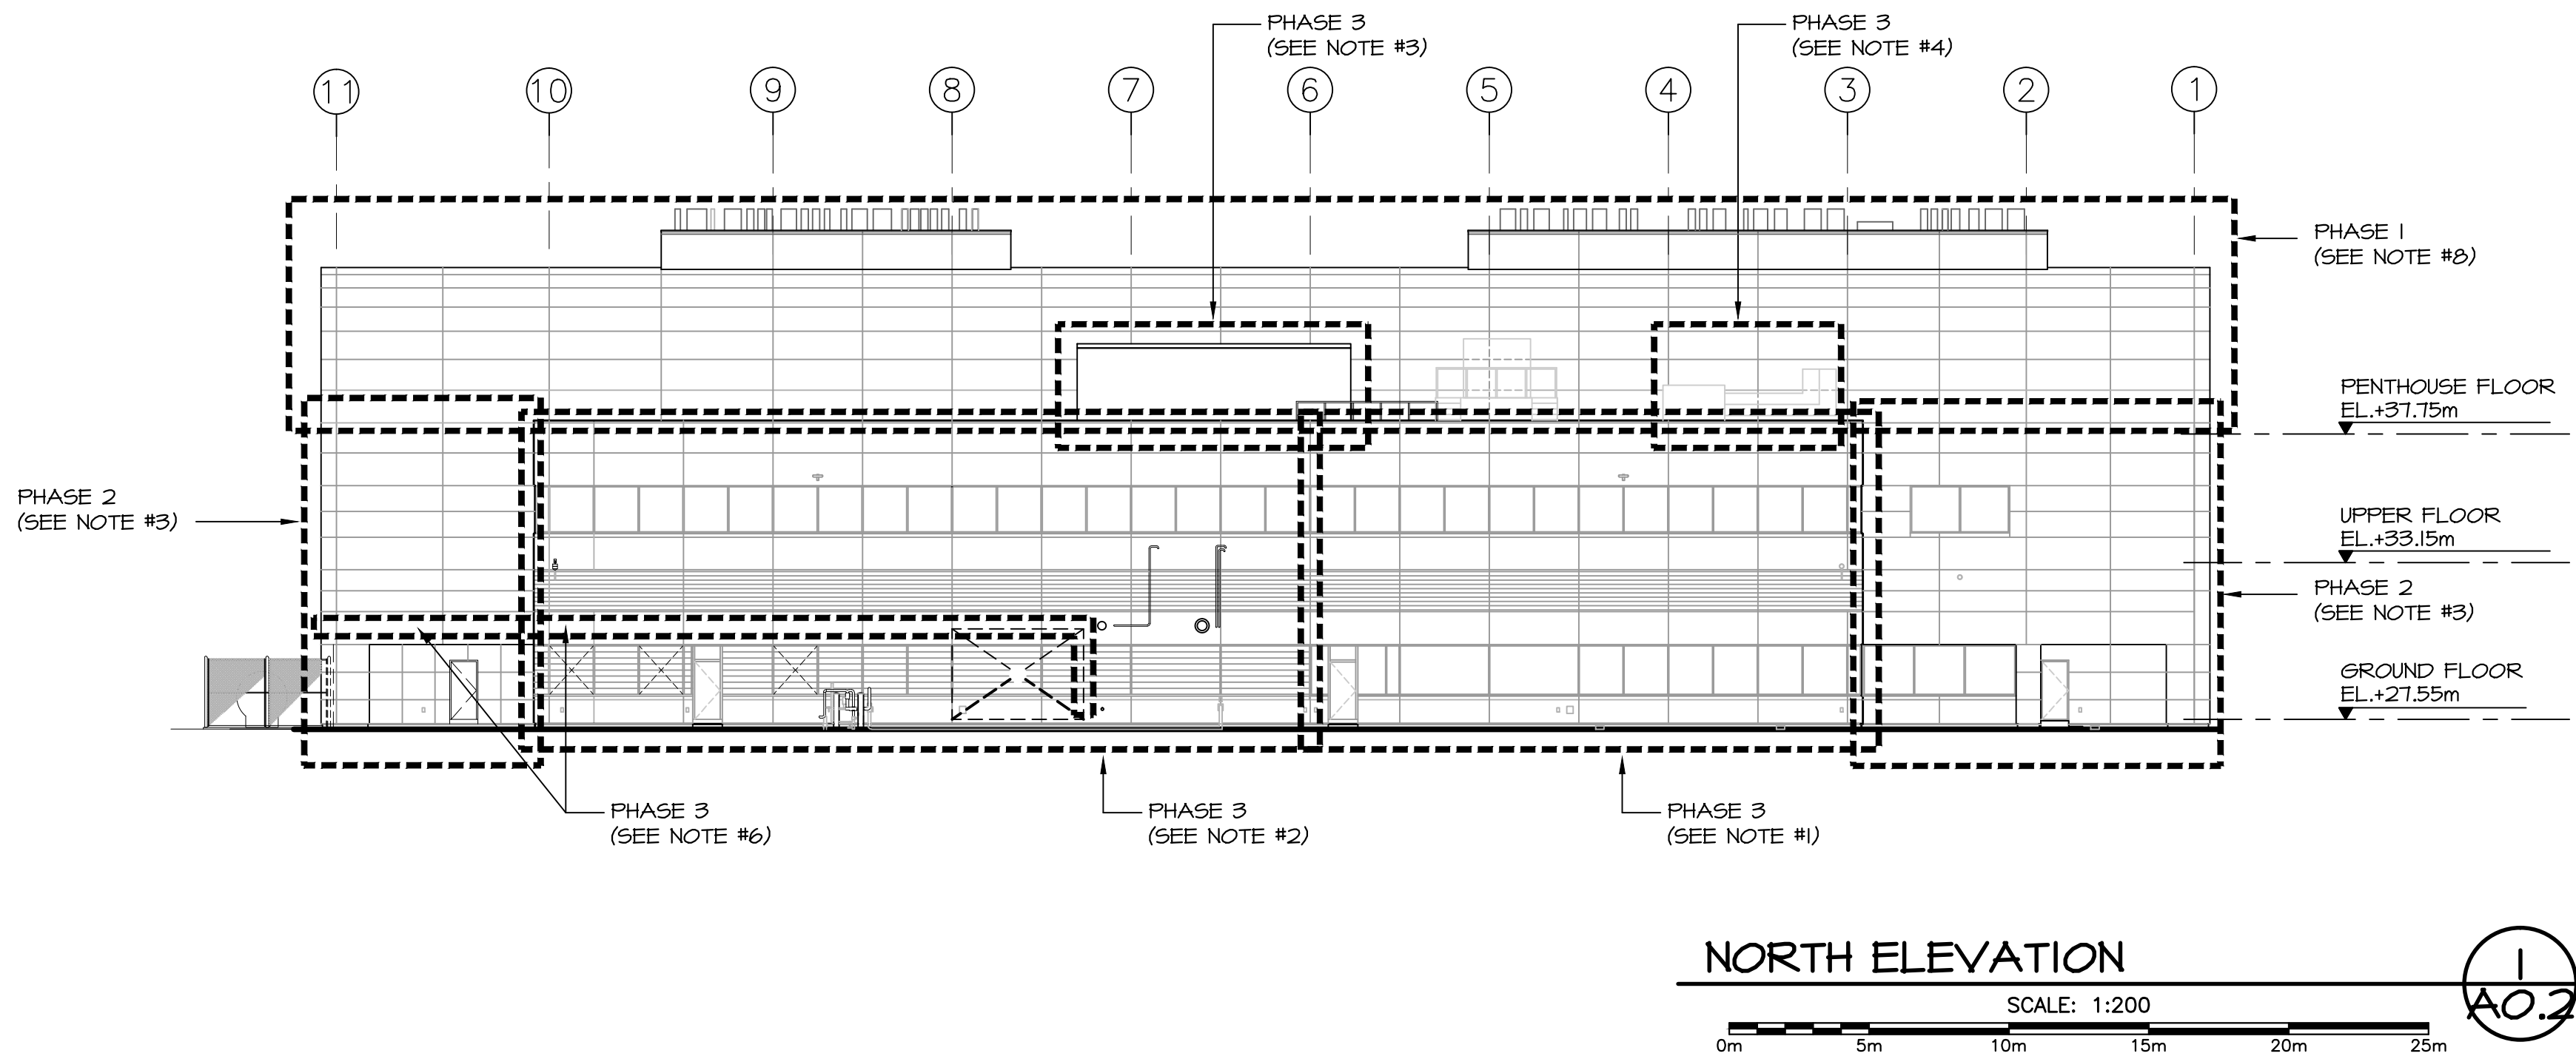 PHASE 3
(SEE NOTE #3)
PHASE 3
(SEE NOTE #4)
11
10
9
8
7
6
5
4
3
2
1
PHASE 1
(SEE NOTE #8)
PENTHOUSE FLOOR
EL.+37.75m
PHASE 2
(SEE NOTE #3)
UPPER FLOOR
EL.+33.15m
PHASE 2
(SEE NOTE #3)
GROUND FLOOR
EL.+27.55m
PHASE 3
(SEE NOTE #6)
PHASE 3
(SEE NOTE #2)
PHASE 3
(SEE NOTE #1)
NORTH ELEVATION
1
A0.2
SCALE: 1:200
0m 5m 10m 15m 20m 25m